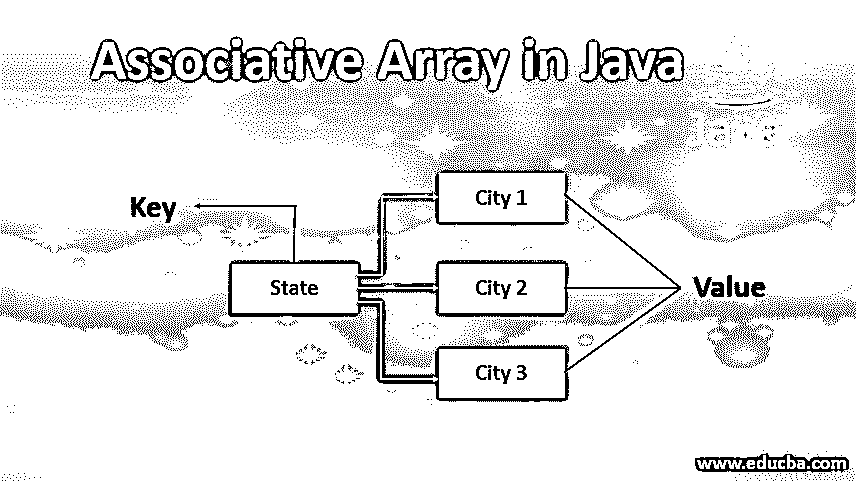 Associative Array in Java
City 1
Key
State
City 2
Value
City 3
www.educba.com